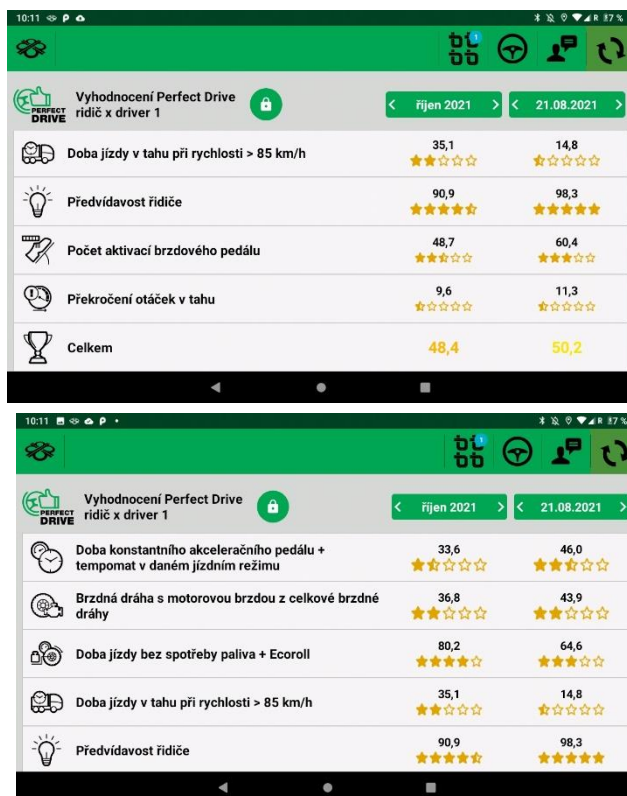 10:11
R 37 %
1
PERFECT
DRIVE
Vyhodnocení Perfect Drive
ridič x driver 1
říjen 2021
21.08.2021
Doba jízdy v tahu při rychlosti > 85 km/h
35,1
14,8
Předvídavost řidiče
90,9
98,3
Počet aktivací brzdového pedálu
48,7
60,4
Překročení otáček v tahu
9,6
11,3
Celkem
48,4
50,2
10:11
R 37 %
1
PERFECT
DRIVE
Vyhodnocení Perfect Drive
ridič x driver 1
říjen 2021
21.08.2021
Doba konstantního akceleračního pedálu +
tempomat v daném jízdním režimu
33,6
46,0
Brzdná dráha s motorovou brzdou z celkové brzdné
dráhy
36,8
43,9
Doba jízdy bez spotřeby paliva + Ecoroll
80,2
64,6
Doba jízdy v tahu při rychlosti > 85 km/h
35,1
14,8
Předvídavost řidiče
90,9
98,3